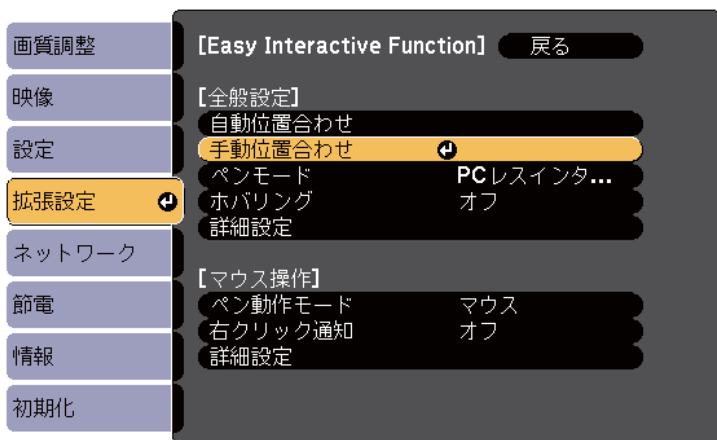 画質調整
映像
設定
拡張設定
ネットワーク
節電
情報
初期化
[Easy Interactive Function] 戻る
[全般設定]
自動位置合わせ
手動位置合わせ
ペンモード PCレスインタ...
ホバリング オフ
詳細設定
[マウス操作]
ペン動作モード マウス
右クリック通知 オフ
詳細設定